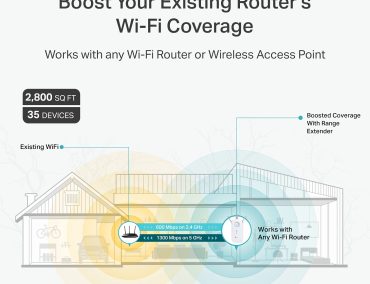 Boost Your Existing Router's
Wi-Fi Coverage
Works with any Wi-Fi Router or Wireless Access Point
2,800 SQ FT
35 DEVICES
Boosted Coverage
With Range
Extender
Existing WiFi
600 Mbps on 2.4 GHz
1300 Mbps on 5 GHz
Works with
Any Wi-Fi Router